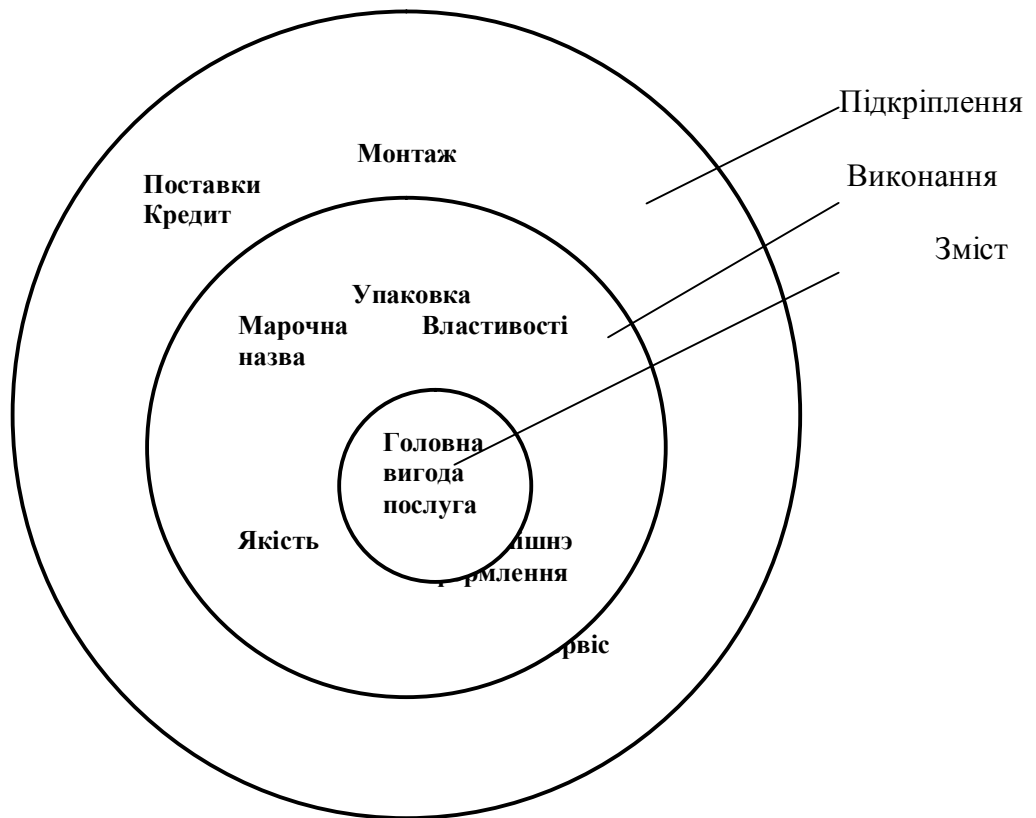 Підкріплення
Монтаж
Поставки
Кредит
Виконання
Зміст
Упаковка
Марочна
назва
Властивості
Головна
вигода
послуга
Якість